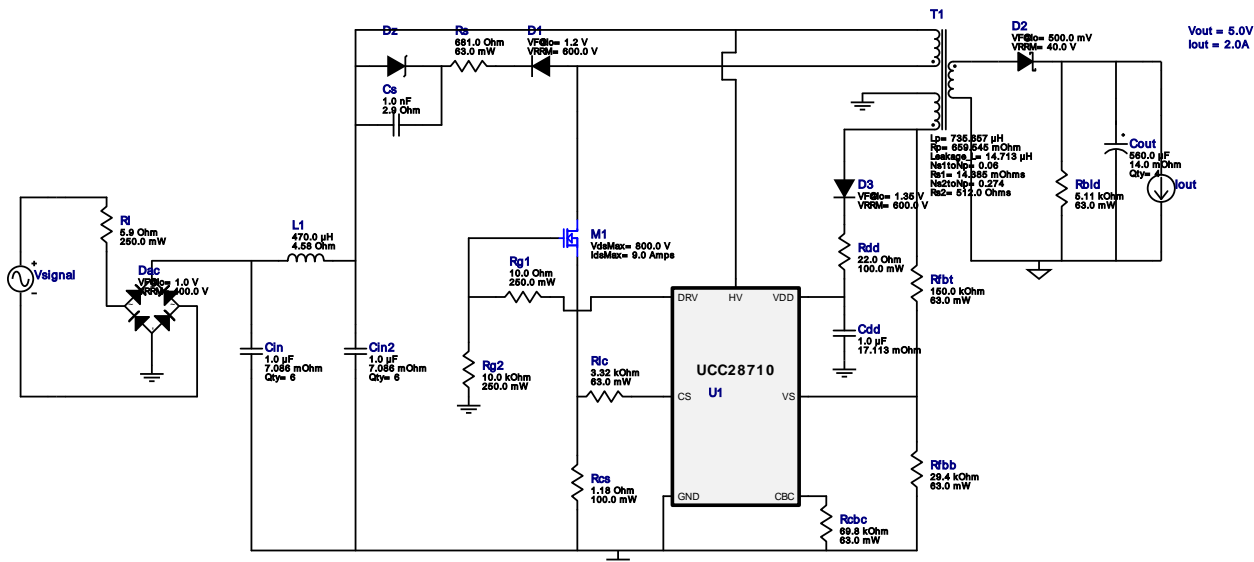 T1
Dz
Rs
681.0 Ohm
63.0 mW
D1
VF@Io= 1.2 V
VRRM= 600.0 V
D2
VF@Io= 500.0 mV
VRRM= 40.0 V
Vout = 5.0V
Iout = 2.0A
Cs
1.0 nF
2.9 Ohm
Lp= 735.657 µH
Rp= 659.545 mOhm
Leakage_L= 14.713 µH
Ns1toNp= 0.06
Rs1= 14.385 mOhms
Ns2toNp= 0.274
Rs2= 512.0 Ohms
Cout
560.0 µF
14.0 mOhm
Qty= 4
Iout
Rbld
5.11 kOhm
63.0 mW
D3
VF@Io= 1.35 V
VRRM= 600.0 V
RI
5.9 Ohm
250.0 mW
L1
470.0 µH
4.58 Ohm
M1
VdsMax= 800.0 V
IdsMax= 9.0 Amps
Rdd
22.0 Ohm
100.0 mW
+
Vsignal
–
Dac
VF@Io= 1.0 V
VRRM= 400.0 V
Rg1
10.0 Ohm
250.0 mW
Rfbt
150.0 kOhm
63.0 mW
DRV
HV
VDD
Cdd
1.0 µF
17.113 mOhm
Cin
1.0 µF
7.086 mOhm
Qty= 6
Cin2
1.0 µF
7.086 mOhm
Qty= 6
Rg2
10.0 kOhm
250.0 mW
Rlc
3.32 kOhm
63.0 mW
UCC28710
U1
CS
VS
Rcs
1.18 Ohm
100.0 mW
Rfbb
29.4 kOhm
63.0 mW
GND
CBC
Rcbc
69.8 kOhm
63.0 mW